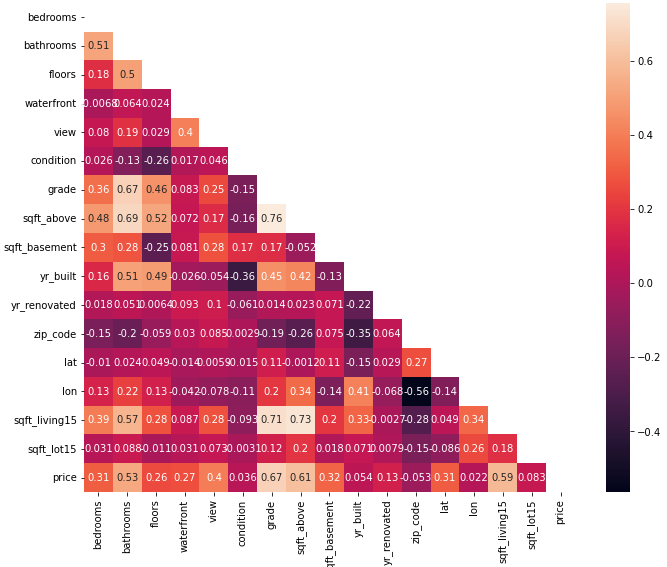 bedrooms
bathrooms 0.51
floors 0.18 0.5
waterfront 0.0068 0.064 0.024
view 0.08 0.19 0.029 0.4
condition 0.026 -0.13 -0.26 0.017 0.046
grade 0.36 0.67 0.46 0.083 0.25 -0.15
sqft_above 0.48 0.69 0.52 0.072 0.17 -0.16 0.76
sqft_basement 0.3 0.28 -0.25 0.081 0.28 0.17 0.17 -0.052
yr_built 0.16 0.51 0.49 -0.026 -0.054 -0.36 0.45 0.42 -0.13
yr_renovated 0.018 0.051 0.0064 0.093 0.1 -0.061 0.014 0.023 0.071 -0.22
zip_code -0.15 -0.2 -0.059 0.03 0.085 0.0029 -0.19 -0.26 0.075 -0.35 0.064
lat -0.01 0.024 0.049 -0.014 0.0059 -0.015 0.11 -0.0012 0.11 -0.15 0.029 0.27
lon 0.13 0.22 0.13 -0.042 -0.078 -0.11 0.2 0.34 -0.14 0.41 -0.068 -0.56 -0.14
sqft_living15 0.39 0.57 0.28 0.087 0.28 -0.093 0.71 0.73 0.2 0.33 -0.0027 -0.28 0.049 0.34
sqft_lot15 0.031 0.088 -0.011 0.031 0.073 -0.0031 0.12 0.2 0.018 0.071 0.0079 -0.15 -0.086 0.26 0.18
price 0.31 0.53 0.26 0.27 0.4 0.036 0.67 0.61 0.32 0.054 0.13 -0.053 0.31 0.022 0.59 0.083
bedrooms
bathrooms
floors
waterfront
view
condition
grade
sqft_above
sqft_basement
yr_built
yr_renovated
zip_code
lat
lon
sqft_living15
sqft_lot15
price
0.6
0.4
0.2
0.0
−0.2
−0.4